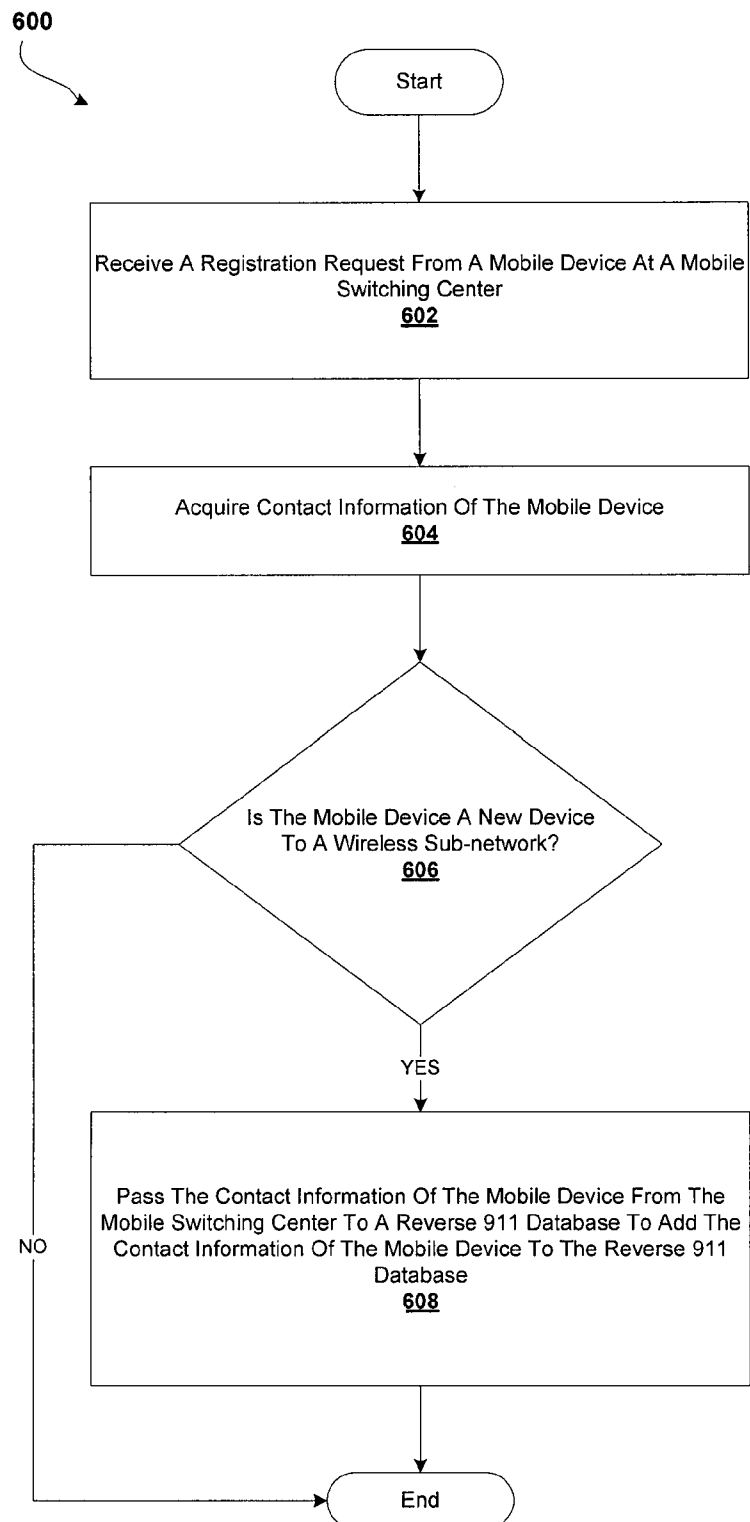 600
Start
Receive A Registration Request From A Mobile Device At A Mobile
Switching Center
602
Acquire Contact Information Of The Mobile Device
604
Is The Mobile Device A New Device
To A Wireless Sub-network?
606
YES
Pass The Contact Information Of The Mobile Device From The
Mobile Switching Center To A Reverse 911 Database To Add The
Contact Information Of The Mobile Device To The Reverse 911
Database
608
NO
End